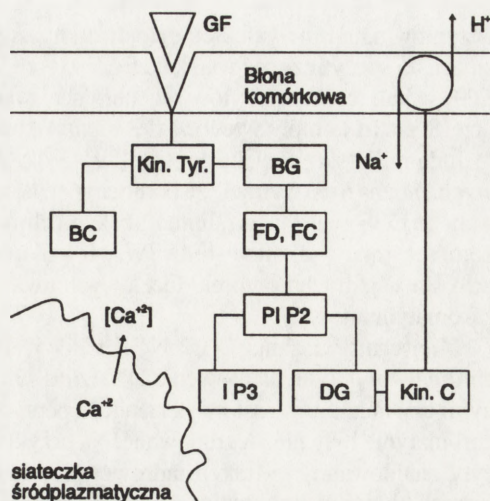 GF
H⁺
Błona
komórkowa
Na⁺
Kin. Tyr.
BG
BC
FD, FC
PI P2
[Ca⁺²]
Ca⁺²
I P3
DG
Kin. C
siateczka
śródplazmatyczna